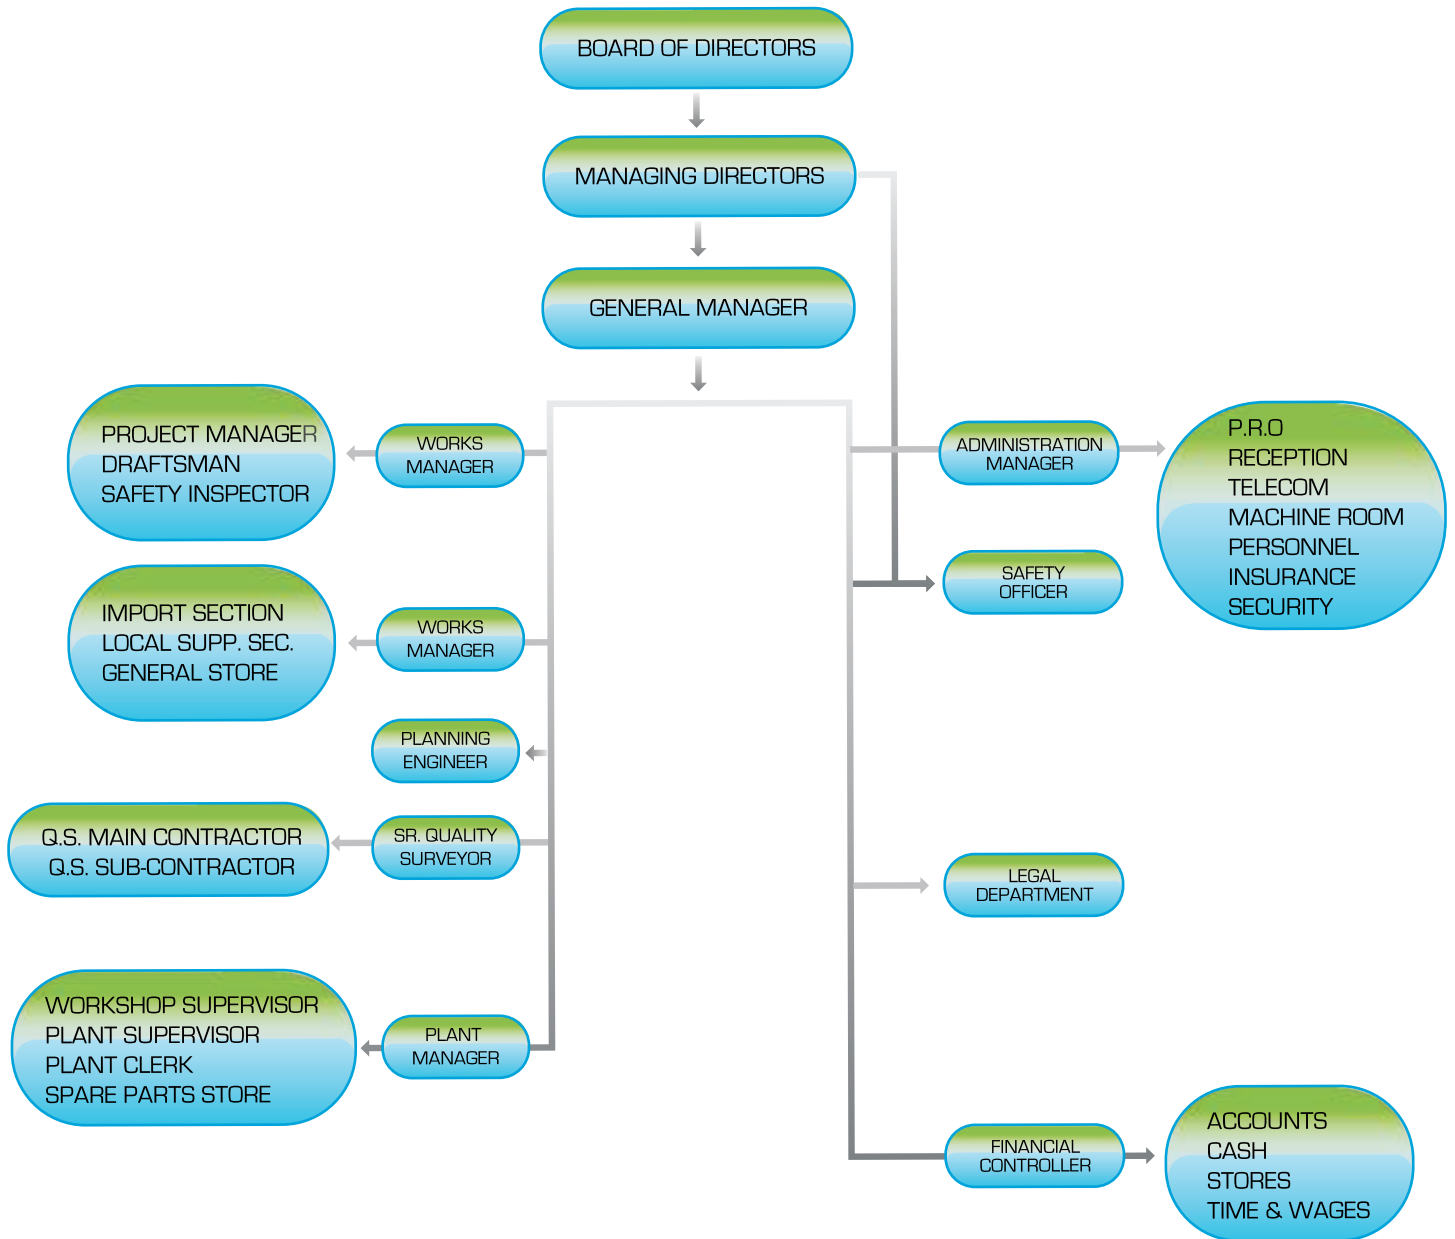 BOARD OF DIRECTORS
MANAGING DIRECTORS
GENERAL MANAGER
PROJECT MANAGER
DRAFTSMAN
SAFETY INSPECTOR
WORKS
MANAGER
ADMINISTRATION
MANAGER
P.R.O
RECEPTION
TELECOM
MACHINE ROOM
PERSONNEL
INSURANCE
SECURITY
SAFETY
OFFICER
IMPORT SECTION
LOCAL SUPP. SEC.
GENERAL STORE
WORKS
MANAGER
PLANNING
ENGINEER
Q.S. MAIN CONTRACTOR
Q.S. SUB-CONTRACTOR
SR. QUALITY
SURVEYOR
LEGAL
DEPARTMENT
WORKSHOP SUPERVISOR
PLANT SUPERVISOR
PLANT CLERK
SPARE PARTS STORE
PLANT
MANAGER
FINANCIAL
CONTROLLER
ACCOUNTS
CASH
STORES
TIME & WAGES